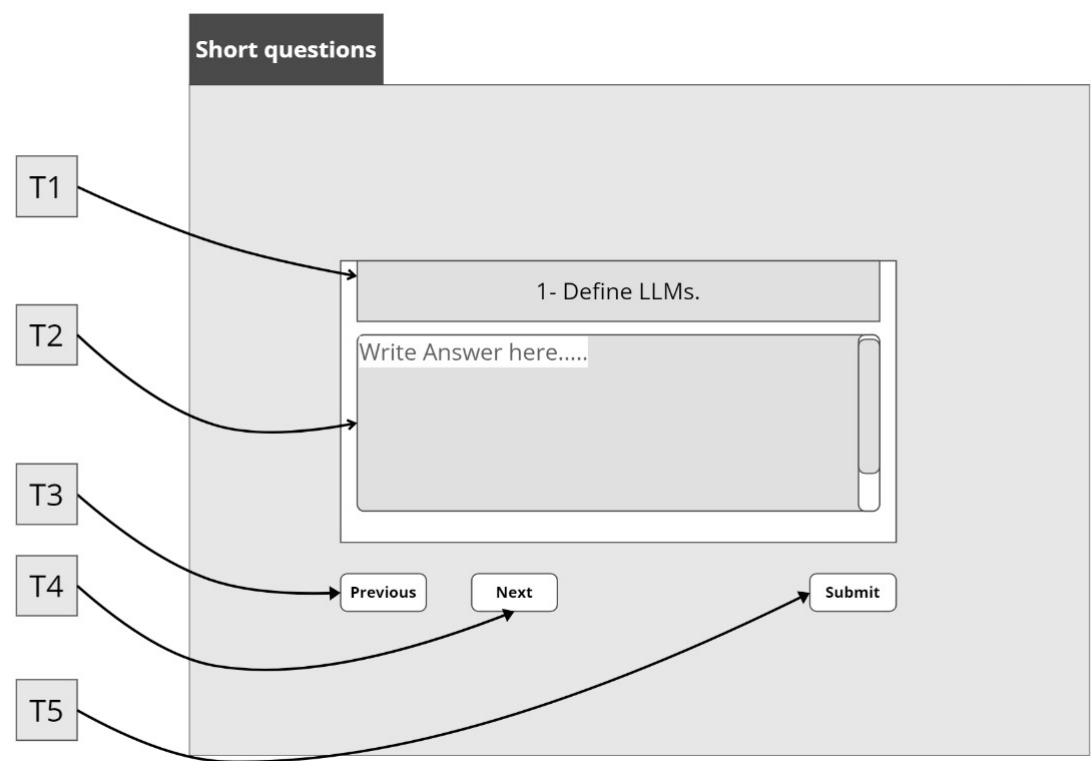 Short questions
T1
1- Define LLMs.
T2
Write Answer here.....
T3
T4
Previous
Next
Submit
T5